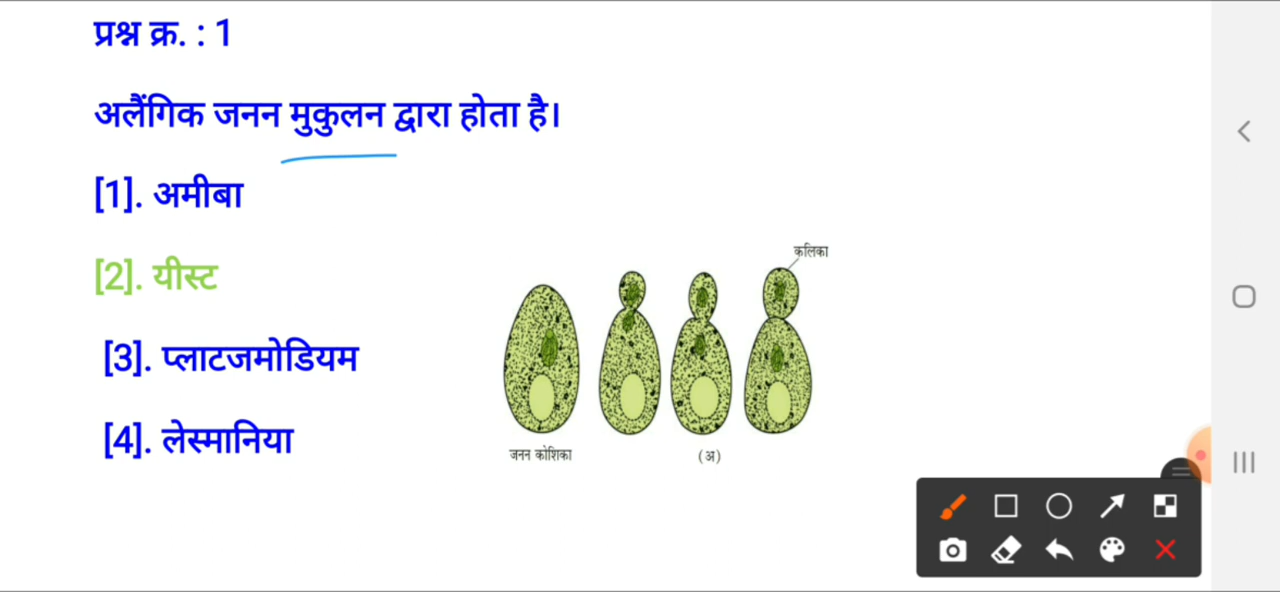 प्रश्न क्र. : 1
अलैंगिक जनन मुकुलन द्वारा होता है।
[1]. अमीबा
[2]. यीस्ट
[3]. प्लाटजमोडियम
[4]. लेस्मानिया
कलिका
जनन कोशिका
(अ)